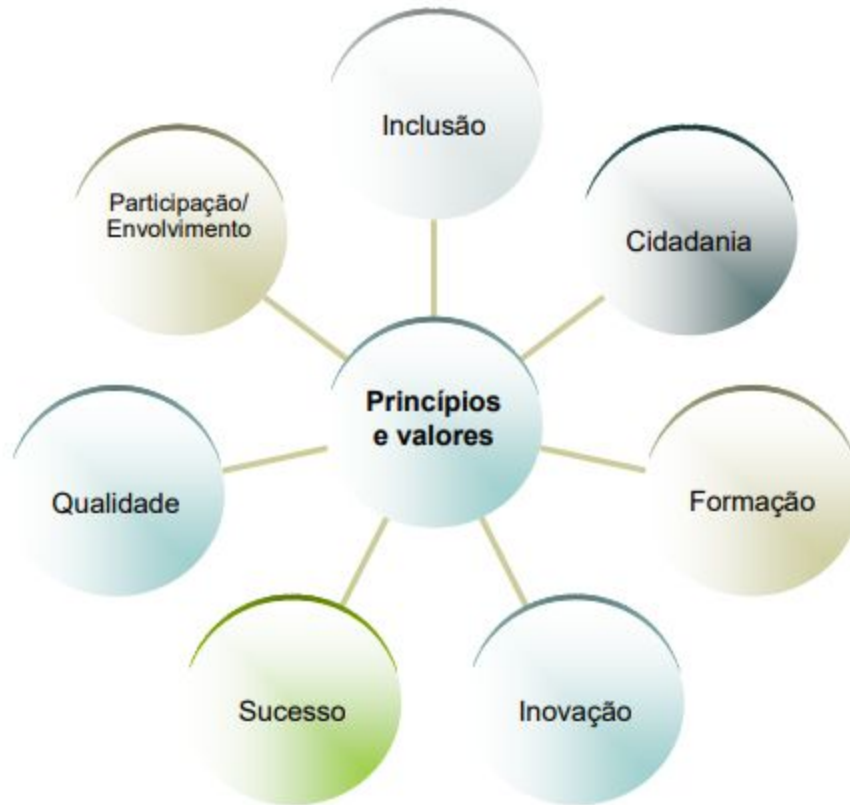 Inclusão
Participação/
Envolvimento
Cidadania
Princípios
e valores
Qualidade
Formação
Sucesso
Inovação